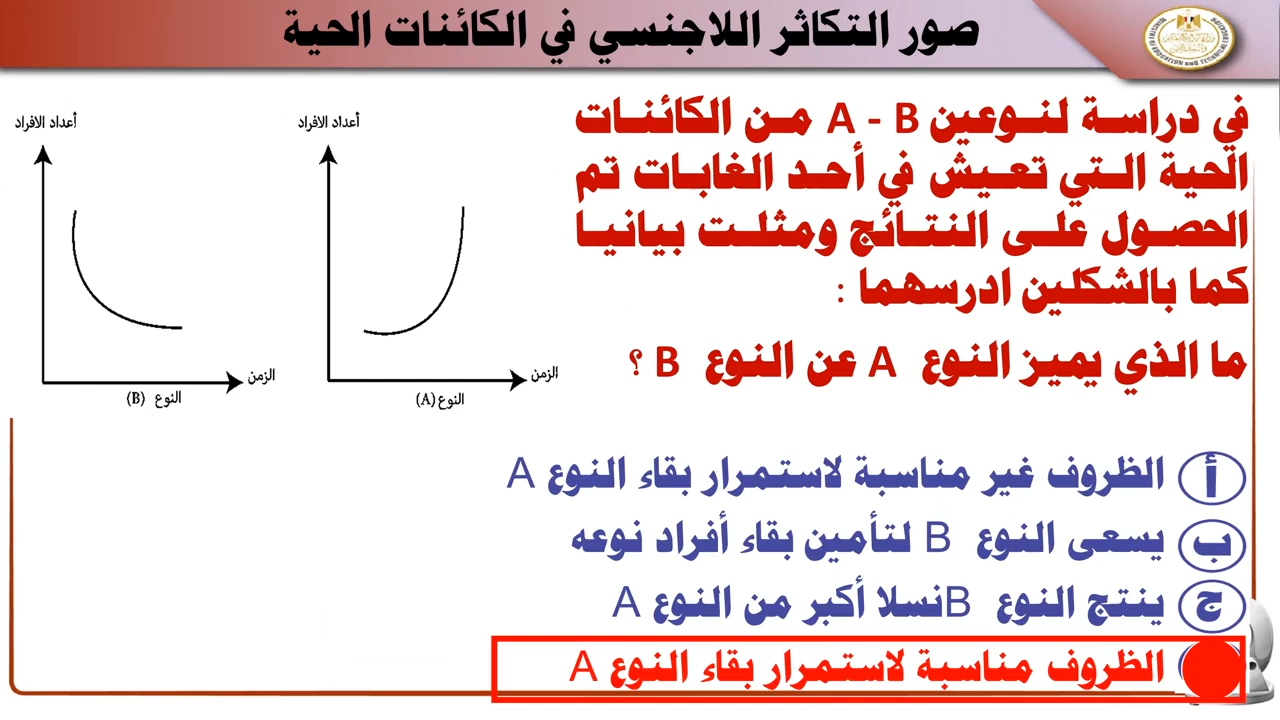 صور التكاثر اللاجنسي في الكائنات الحية
في دراسة لنوعين A - B من الكائنات
الحية التي تعيش في أحد الغابات تم
الحصول على النتائج ومثلت بيانيا
كما بالشكلين ادرسهما :
ما الذي يميز النوع A عن النوع B ؟
أعداد الافراد
الزمن
النوع (A)
أعداد الافراد
الزمن
النوع (B)
أ الظروف غير مناسبة لاستمرار بقاء النوع A
ب يسعى النوع B لتأمين بقاء أفراد نوعه
ج ينتج النوع B نسلا أكبر من النوع A
الظروف مناسبة لاستمرار بقاء النوع A